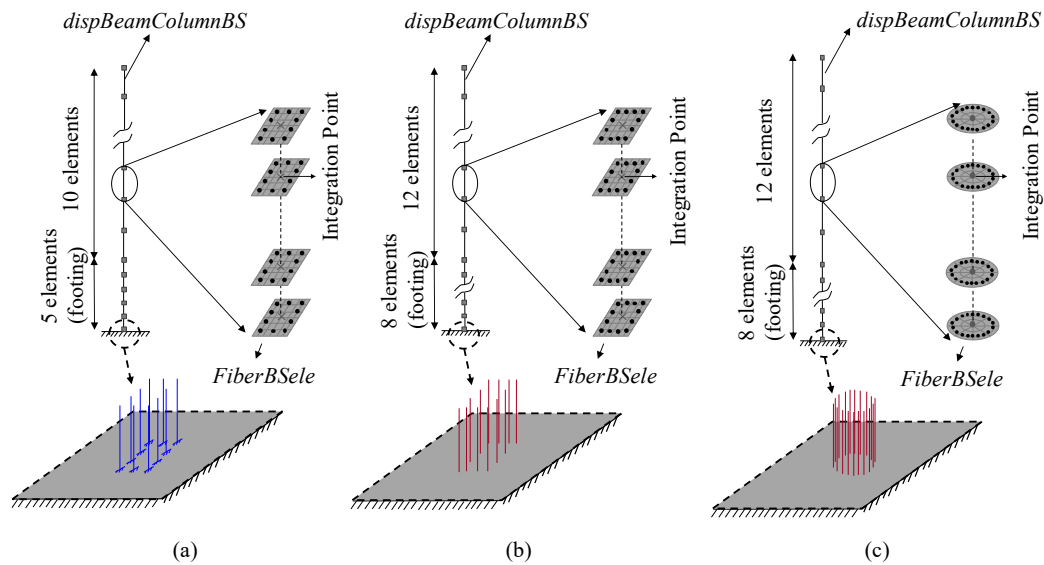 dispBeamColumnBS
10 elements
5 elements
(footing)
Integration Point
FiberBSele
(a)
dispBeamColumnBS
12 elements
8 elements
(footing)
Integration Point
FiberBSele
(b)
dispBeamColumnBS
12 elements
8 elements
(footing)
Integration Point
FiberBSele
(c)